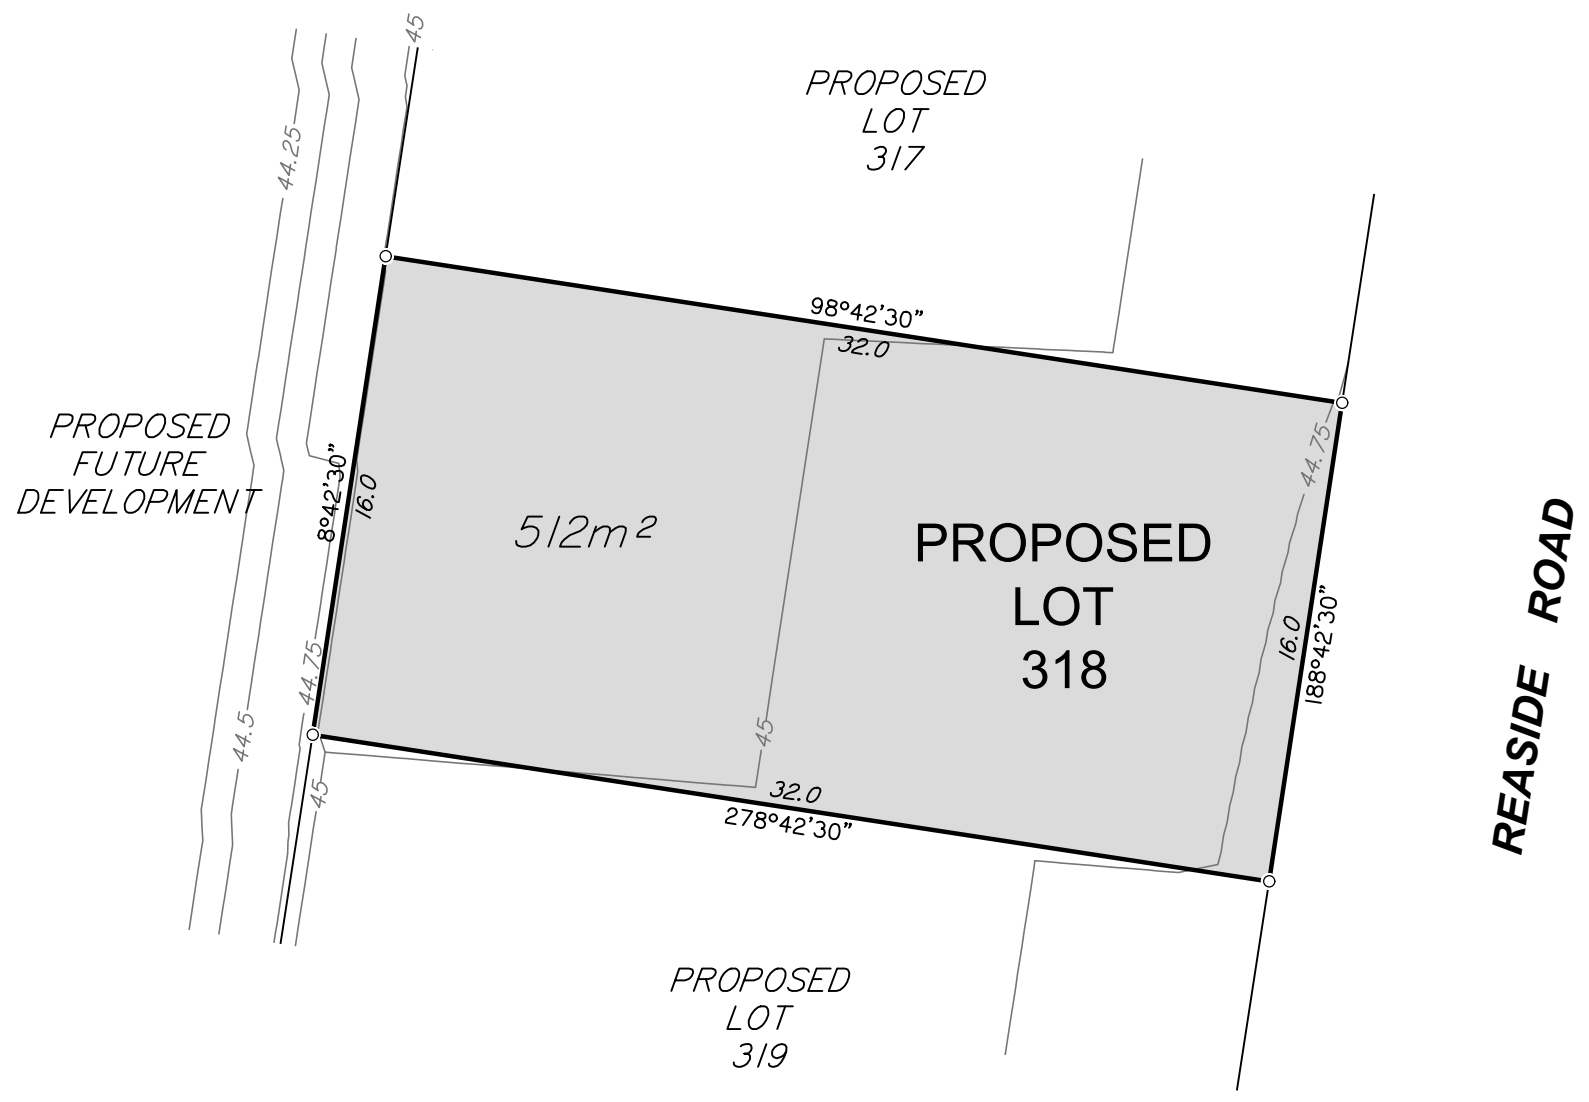 45
PROPOSED
LOT
317
44.25
98°42'30"
32.0
PROPOSED
FUTURE
DEVELOPMENT
8°42'30"
16.0
44.75
512m²
PROPOSED
LOT
318
16.0
188°42'30"
REASIDE ROAD
44.75
44.5
45
45
32.0
278°42'30"
PROPOSED
LOT
319